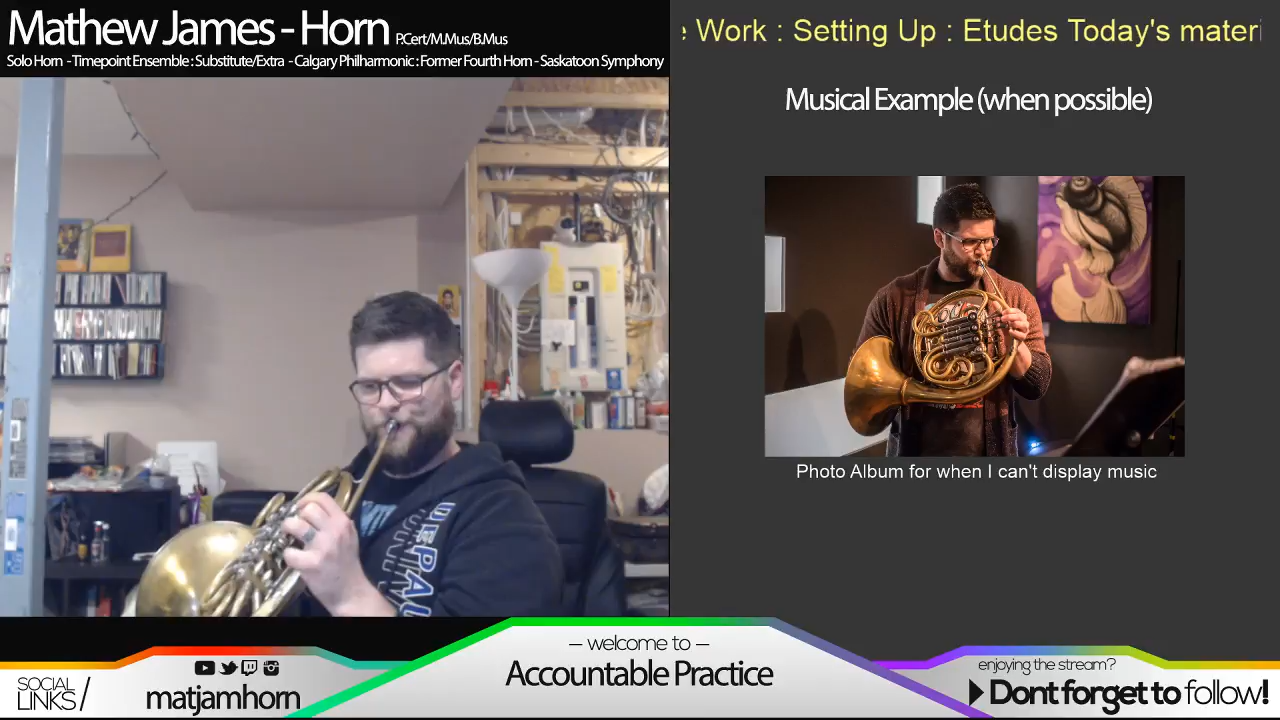 Mathew James - Horn P.Cert/M.Mus/B.Mus
Solo Horn - Timepoint Ensemble : Substitute/Extra - Calgary Philharmonic : Former Fourth Horn - Saskatoon Symphony
Work : Setting Up : Etudes Today's
Musical Example (when possible)
Photo Album for when I can't display music
DEPAUL
— welcome to —
Accountable Practice
SOCIAL
LINKS /
matjamhorn
enjoying the stream?
Dont forget to follow!